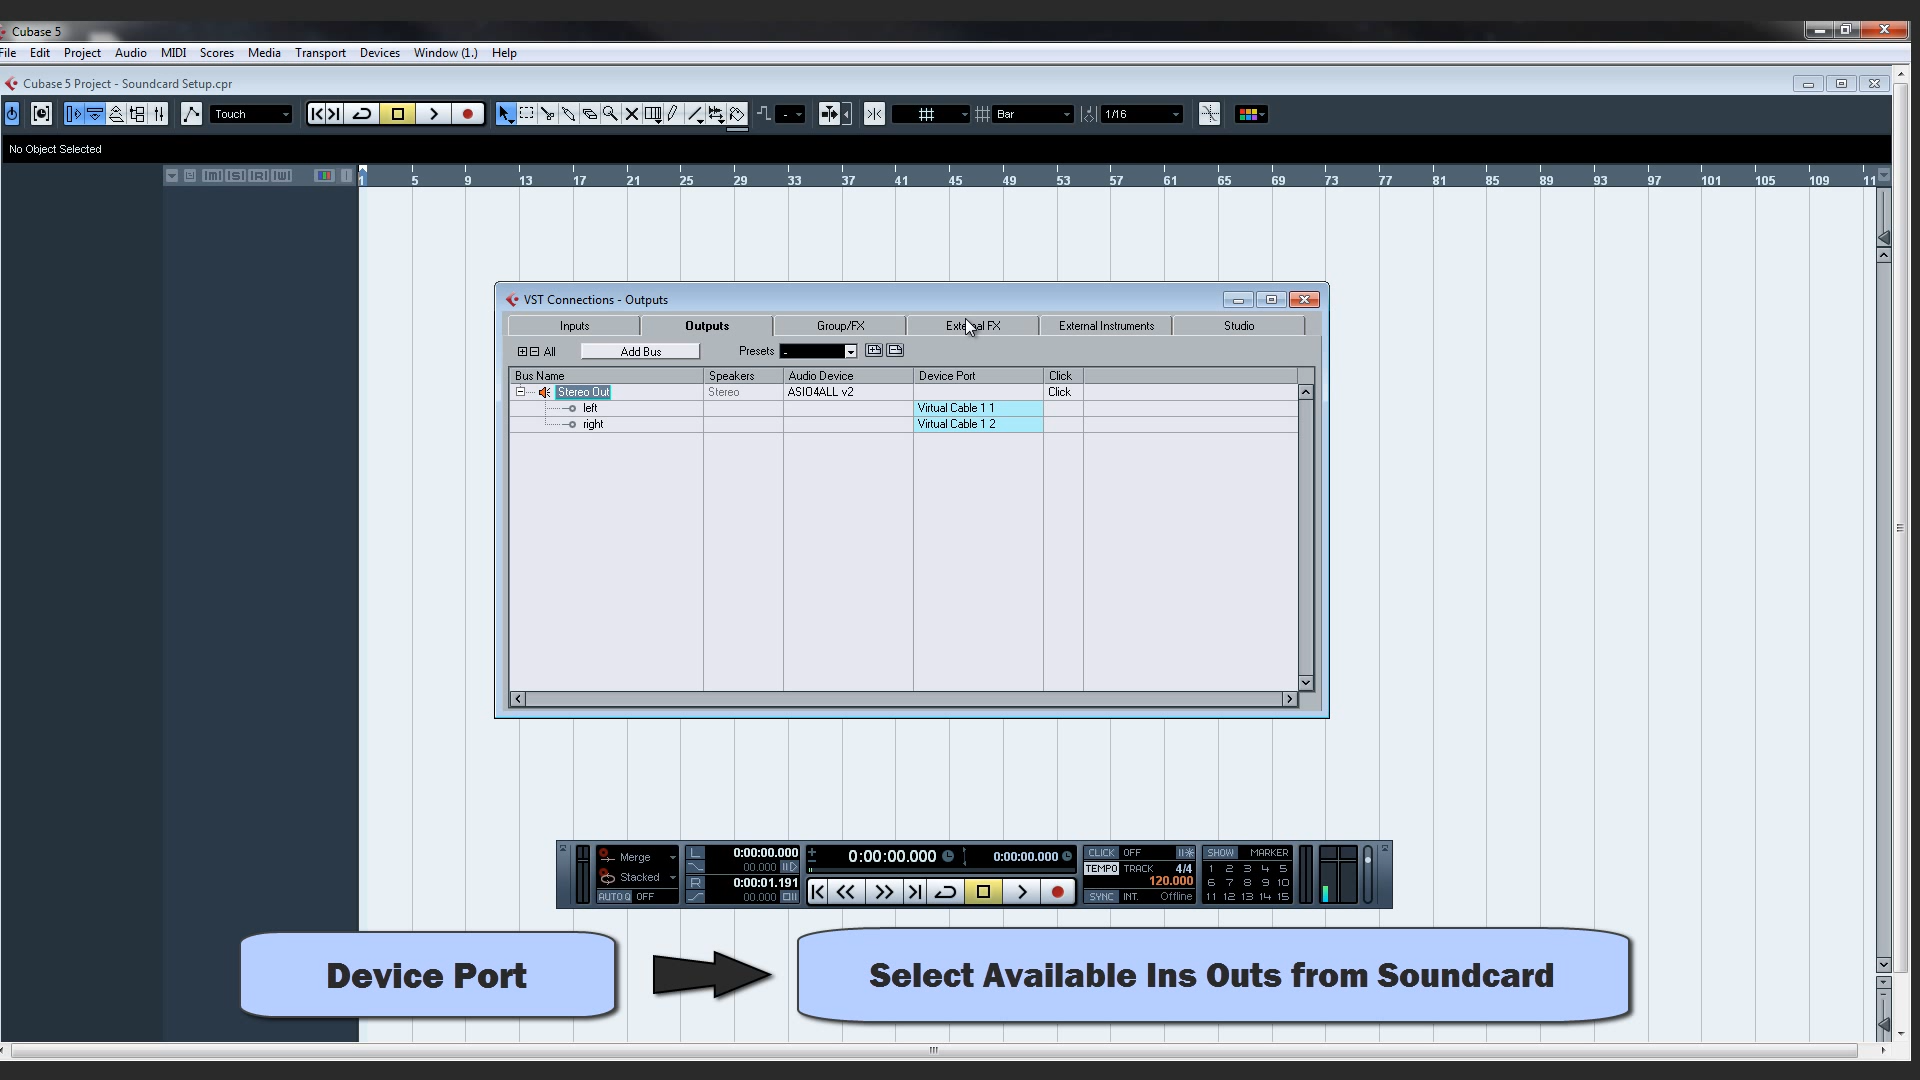 Cubase 5
File Edit Project Audio MIDI Scores Media Transport Devices Window (1.) Help
Cubase 5 Project - Soundcard Setup.cpr
Touch - Bar 1/16
No Object Selected
1 5 9 13 17 21 25 29 33 37 41 45 49 53 57 61 65 69 73 77 81 85 89 93 97 101 105 109 11
VST Connections - Outputs
Inputs Outputs Group/FX External FX External Instruments Studio
All Add Bus Presets -
Bus Name Speakers Audio Device Device Port Click
Stereo Out Stereo ASIO4ALL v2 Click
left Virtual Cable 1 1
right Virtual Cable 1 2
Merge L 0:00:00.000 0:00:00.000 0:00:00.000 CLICK OFF SHOW MARKER
00.000 TEMPO TRACK 4/4 1 2 3 4 5
Stacked R 0:00:01.191 120.000 6 7 8 9 10
AUTO Q OFF 00.000 SYNC INT. Offline 11 12 13 14 15
Device Port Select Available Ins Outs from Soundcard